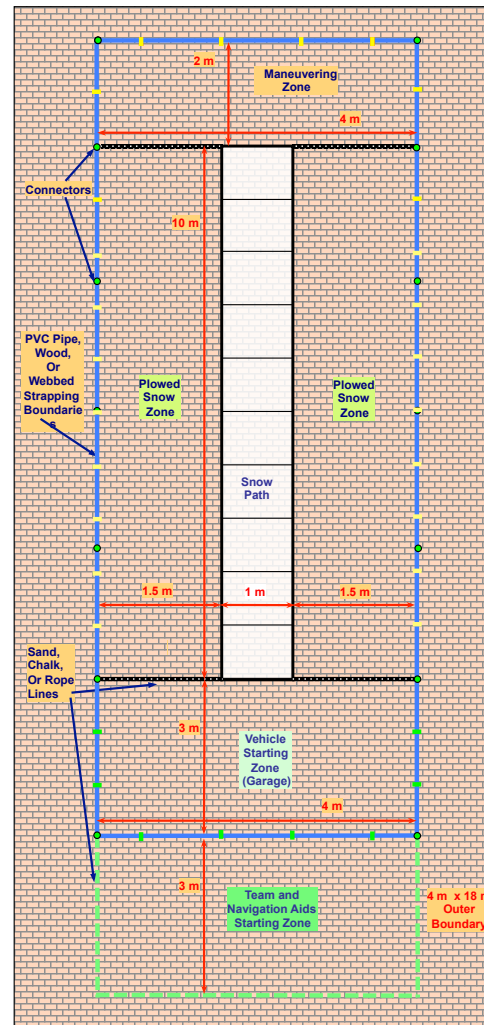 2 m
Maneuvering
Zone
4 m
Connectors
10 m
PVC Pipe,
Wood,
Or
Webbed
Strapping
Boundarie
s
Plowed
Snow
Zone
Plowed
Snow
Zone
Snow
Path
1.5 m
1 m
1.5 m
Sand,
Chalk,
Or Rope
Lines
3 m
Vehicle
Starting
Zone
(Garage)
4 m
3 m
Team and
Navigation Aids
Starting Zone
4 m x 18 m
Outer
Boundary